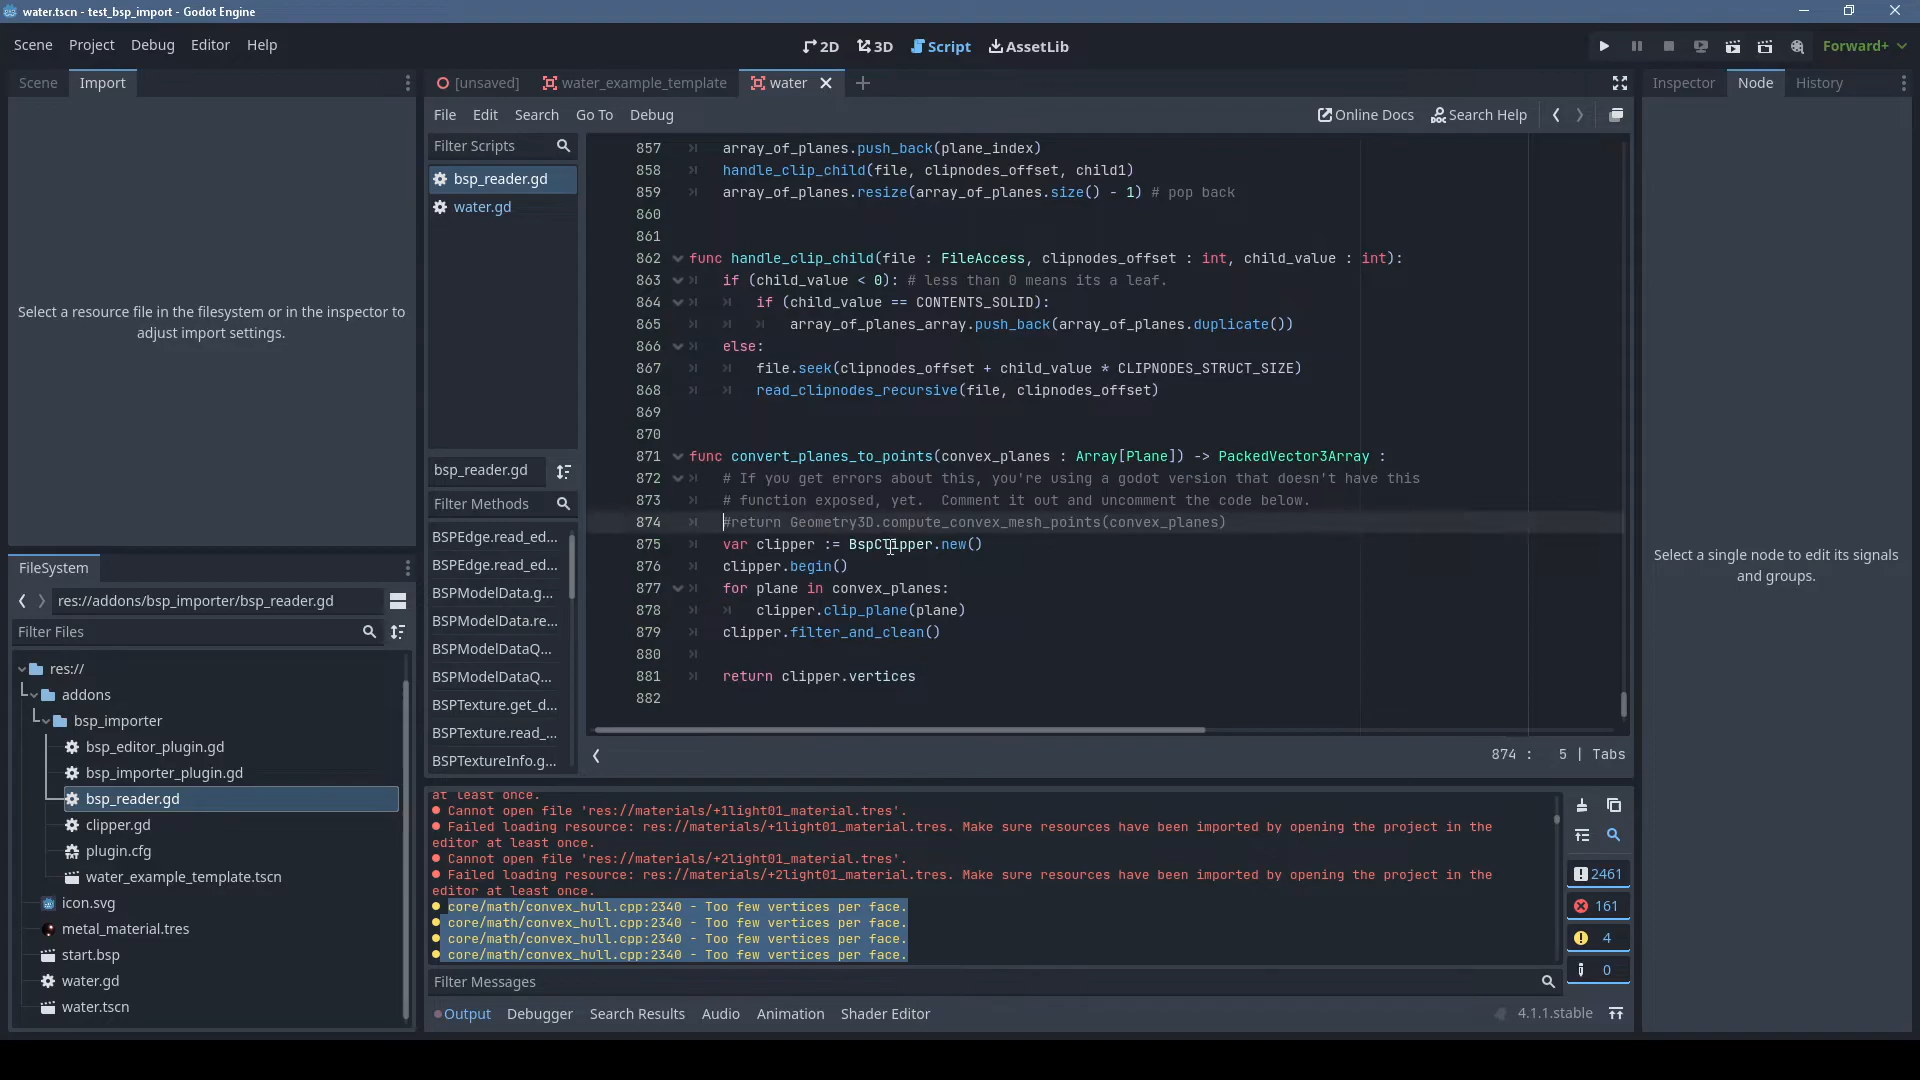 water.tscn - test_bsp_import - Godot Engine
Scene Project Debug Editor Help
2D 3D Script AssetLib
Forward+
Scene Import
Select a resource file in the filesystem or in the inspector to
adjust import settings.
FileSystem
res://addons/bsp_importer/bsp_reader.gd
Filter Files
res://
addons
bsp_importer
bsp_editor_plugin.gd
bsp_importer_plugin.gd
bsp_reader.gd
clipper.gd
plugin.cfg
water_example_template.tscn
icon.svg
metal_material.tres
start.bsp
water.gd
water.tscn
[unsaved] water_example_template water
File Edit Search Go To Debug
Online Docs Search Help
Filter Scripts
bsp_reader.gd
water.gd
bsp_reader.gd
Filter Methods
BSPEdge.read_ed...
BSPEdge.read_ed...
BSPModelData.g...
BSPModelData.re...
BSPModelDataQ...
BSPModelDataQ...
BSPTexture.get_d...
BSPTexture.read_...
BSPTextureInfo.g...
857 array_of_planes.push_back(plane_index)
858 handle_clip_child(file, clipnodes_offset, child1)
859 array_of_planes.resize(array_of_planes.size() - 1) # pop back
860
861
862 func handle_clip_child(file : FileAccess, clipnodes_offset : int, child_value : int):
863 if (child_value < 0): # less than 0 means its a leaf.
864 if (child_value == CONTENTS_SOLID):
865 array_of_planes_array.push_back(array_of_planes.duplicate())
866 else:
867 file.seek(clipnodes_offset + child_value * CLIPNODES_STRUCT_SIZE)
868 read_clipnodes_recursive(file, clipnodes_offset)
869
870
871 func convert_planes_to_points(convex_planes : Array[Plane]) -> PackedVector3Array :
872 # If you get errors about this, you're using a godot version that doesn't have this
873 # function exposed, yet.  Comment it out and uncomment the code below.
874 #return Geometry3D.compute_convex_mesh_points(convex_planes)
875 var clipper := BspClipper.new()
876 clipper.begin()
877 for plane in convex_planes:
878 clipper.clip_plane(plane)
879 clipper.filter_and_clean()
880
881 return clipper.vertices
882
874 : 5 | Tabs
at least once.
Cannot open file 'res://materials/+1light01_material.tres'.
Failed loading resource: res://materials/+1light01_material.tres. Make sure resources have been imported by opening the project in the
editor at least once.
Cannot open file 'res://materials/+2light01_material.tres'.
Failed loading resource: res://materials/+2light01_material.tres. Make sure resources have been imported by opening the project in the
editor at least once.
core/math/convex_hull.cpp:2340 - Too few vertices per face.
core/math/convex_hull.cpp:2340 - Too few vertices per face.
core/math/convex_hull.cpp:2340 - Too few vertices per face.
core/math/convex_hull.cpp:2340 - Too few vertices per face.
2461
161
4
0
Filter Messages
Output Debugger Search Results Audio Animation Shader Editor
4.1.1.stable
Inspector Node History
Select a single node to edit its signals
and groups.